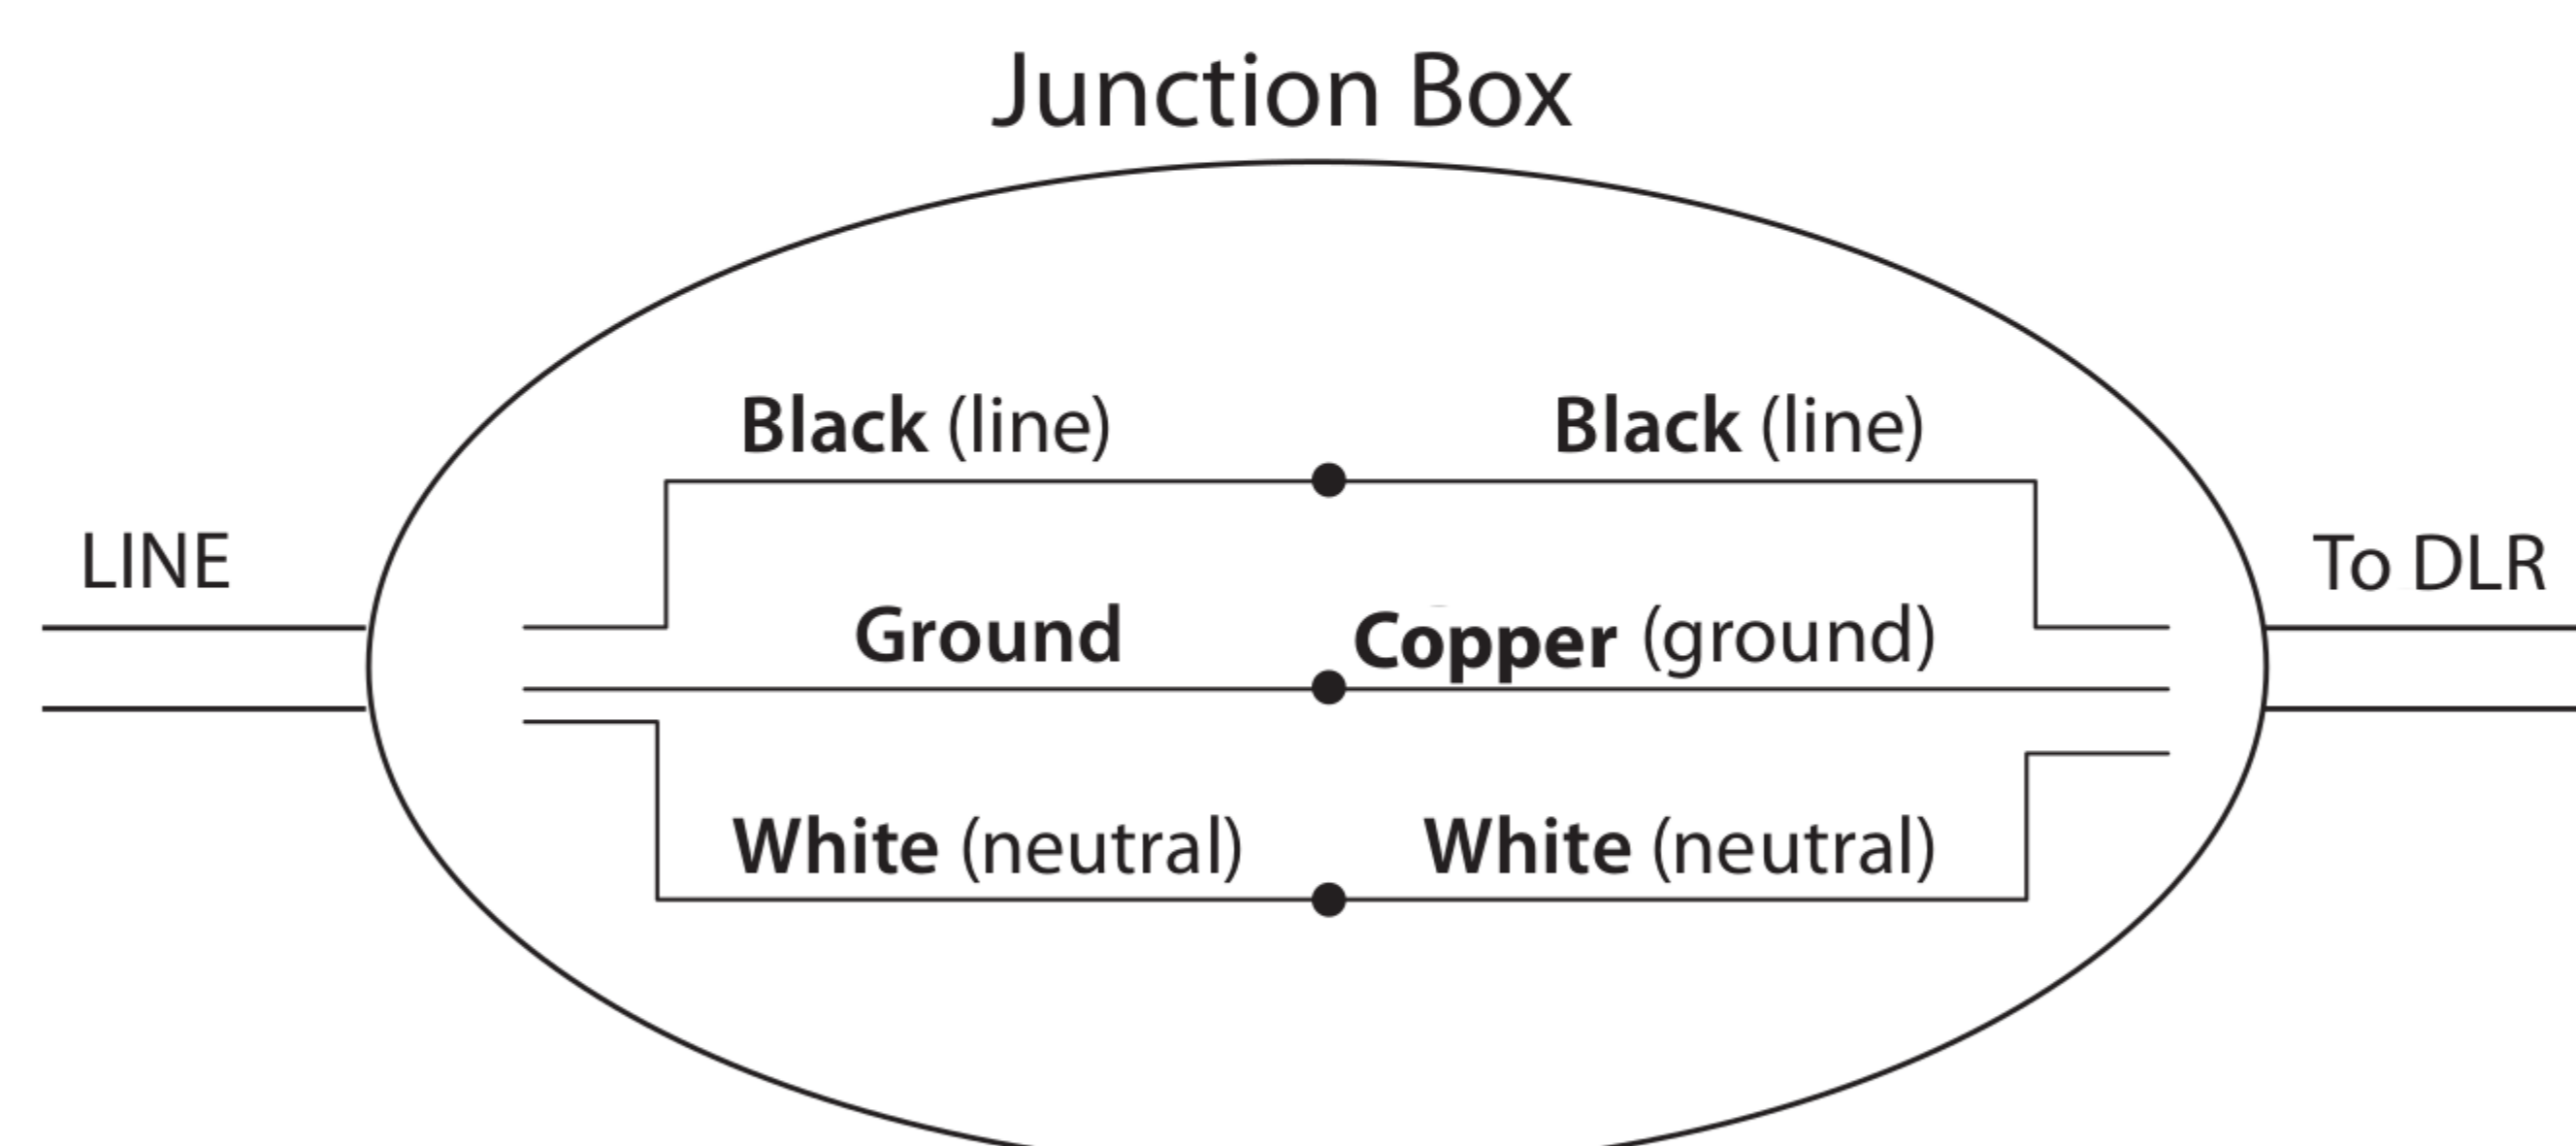 Junction Box
Black (line) Black (line)
LINE To DLR
Ground Copper (ground)
White (neutral) White (neutral)